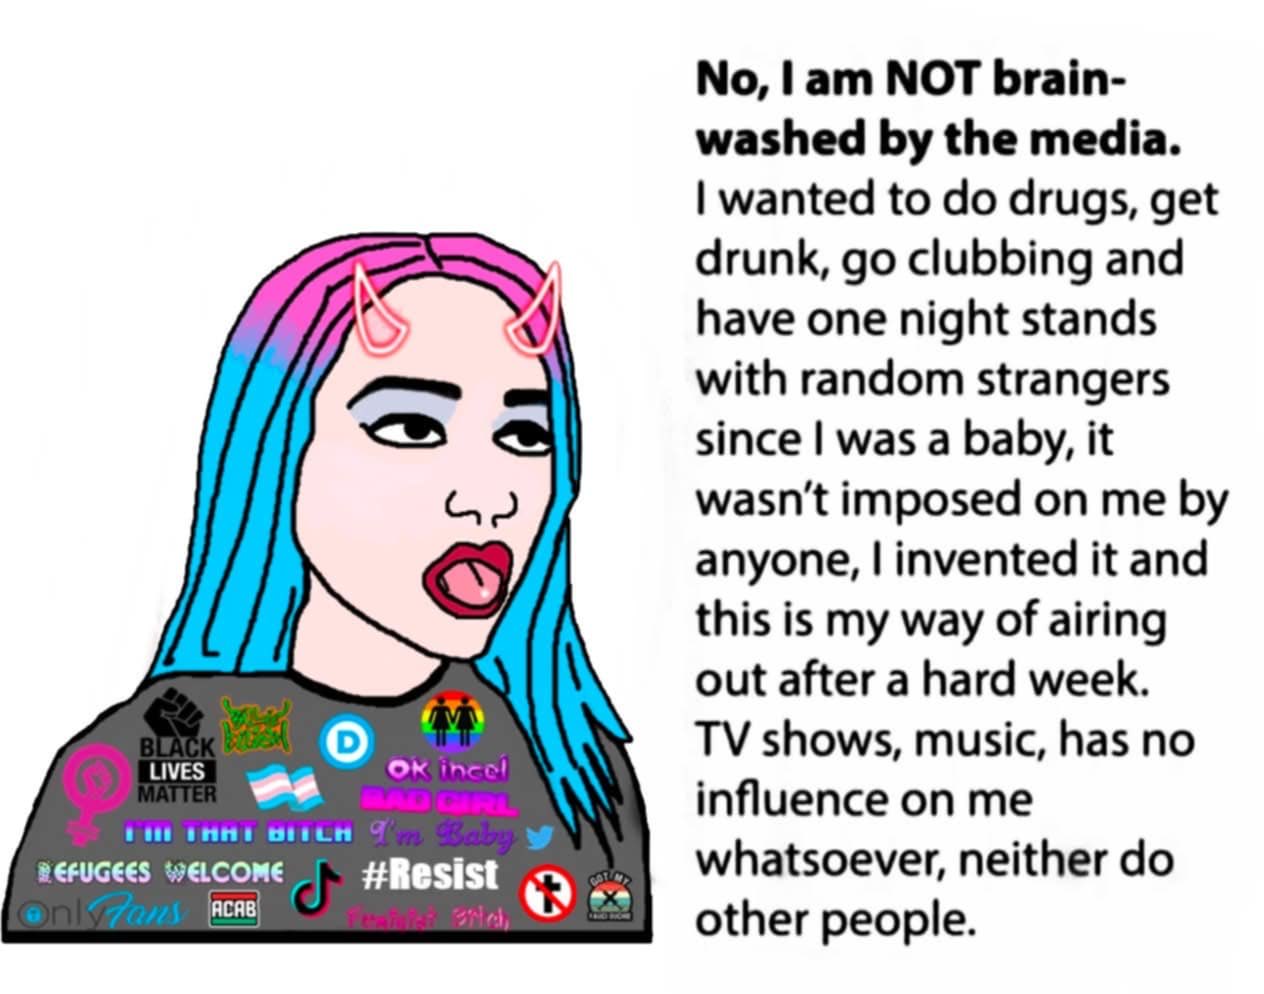 No, I am NOT brain-
washed by the media.
I wanted to do drugs, get
drunk, go clubbing and
have one night stands
with random strangers
since I was a baby, it
wasn't imposed on me by
anyone, I invented it and
this is my way of airing
out after a hard week.
TV shows, music, has no
influence on me
whatsoever, neither do
other people.
BLACK
LIVES
MATTER
D
OK incel
BAD GIRL
I'M THAT BITCH
I'm Baby
REFUGEES WELCOME
#Resist
OnlyFans
ACAB
Feminist Bitch
GOT MY